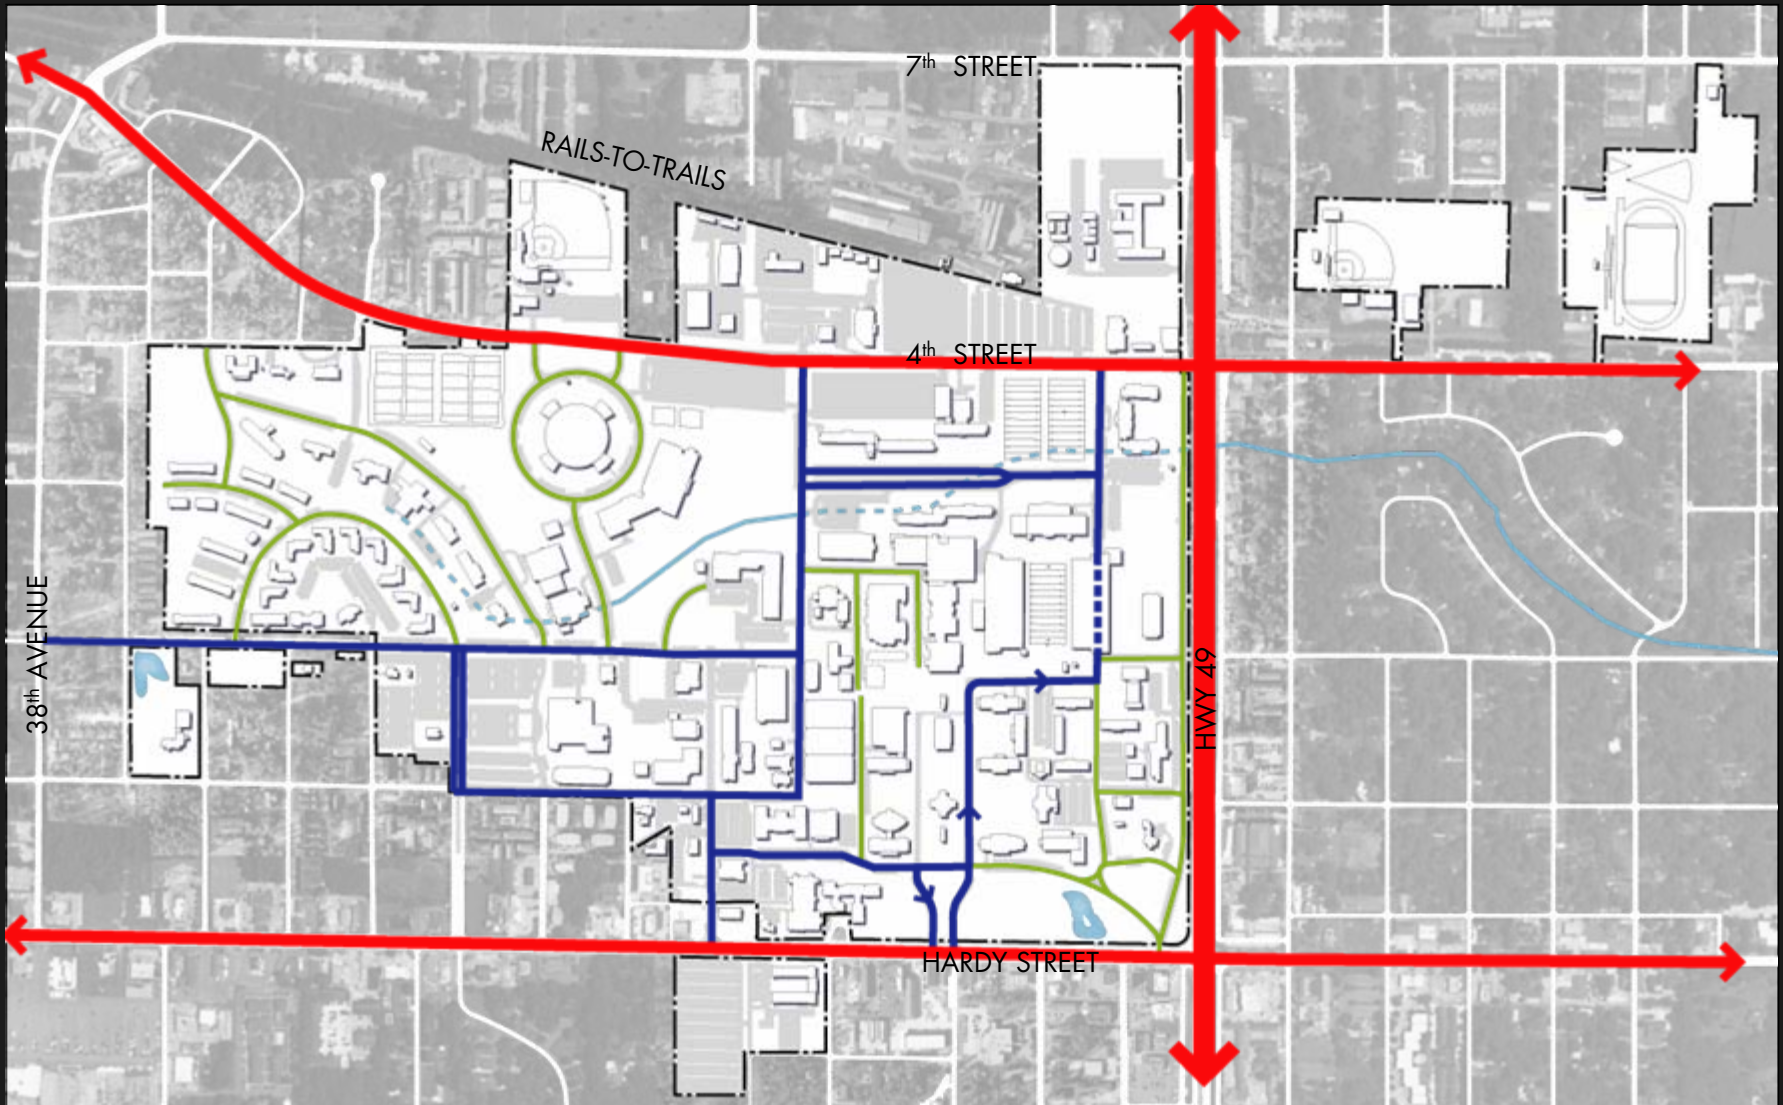 7th STREET
RAILS-TO-TRAILS
4th STREET
38th AVENUE
HWY 49
HARDY STREET